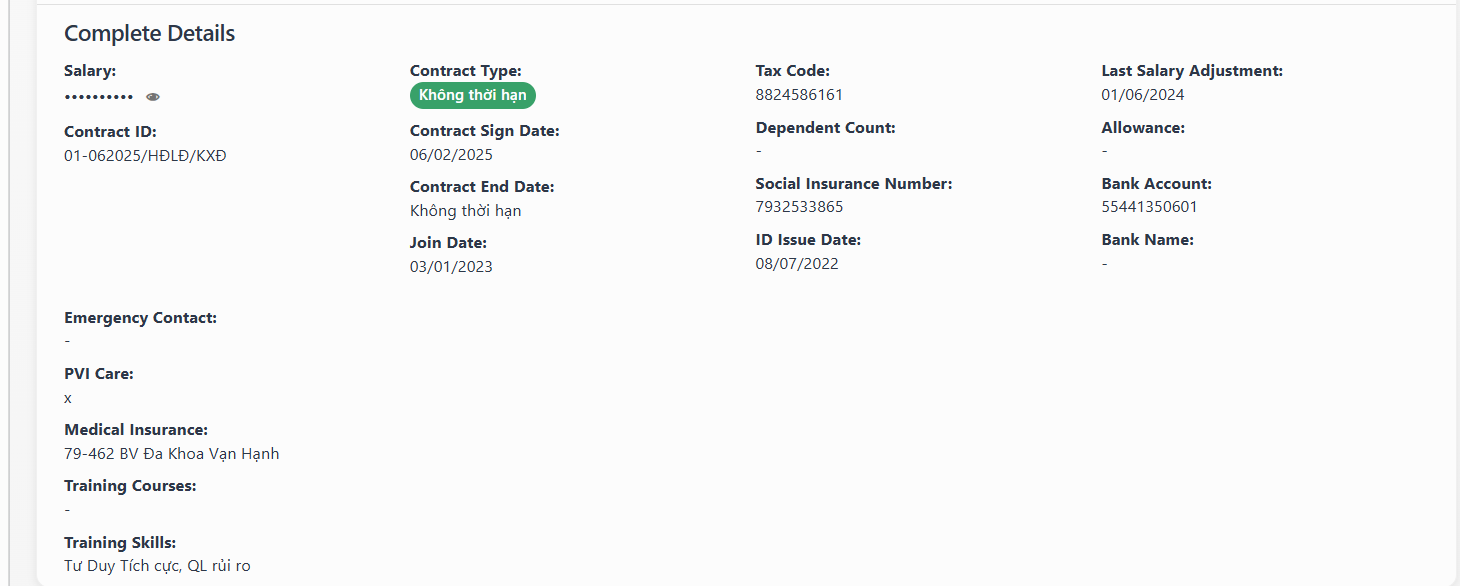 Complete Details
Salary:
••••••••••
Contract ID:
01-062025/HĐLĐ/KXĐ
Contract Type:
Không thời hạn
Contract Sign Date:
06/02/2025
Contract End Date:
Không thời hạn
Join Date:
03/01/2023
Tax Code:
8824586161
Dependent Count:
-
Social Insurance Number:
7932533865
ID Issue Date:
08/07/2022
Last Salary Adjustment:
01/06/2024
Allowance:
-
Bank Account:
55441350601
Bank Name:
-
Emergency Contact:
-
PVI Care:
x
Medical Insurance:
79-462 BV Đa Khoa Vạn Hạnh
Training Courses:
-
Training Skills:
Tư Duy Tích cực, QL rủi ro